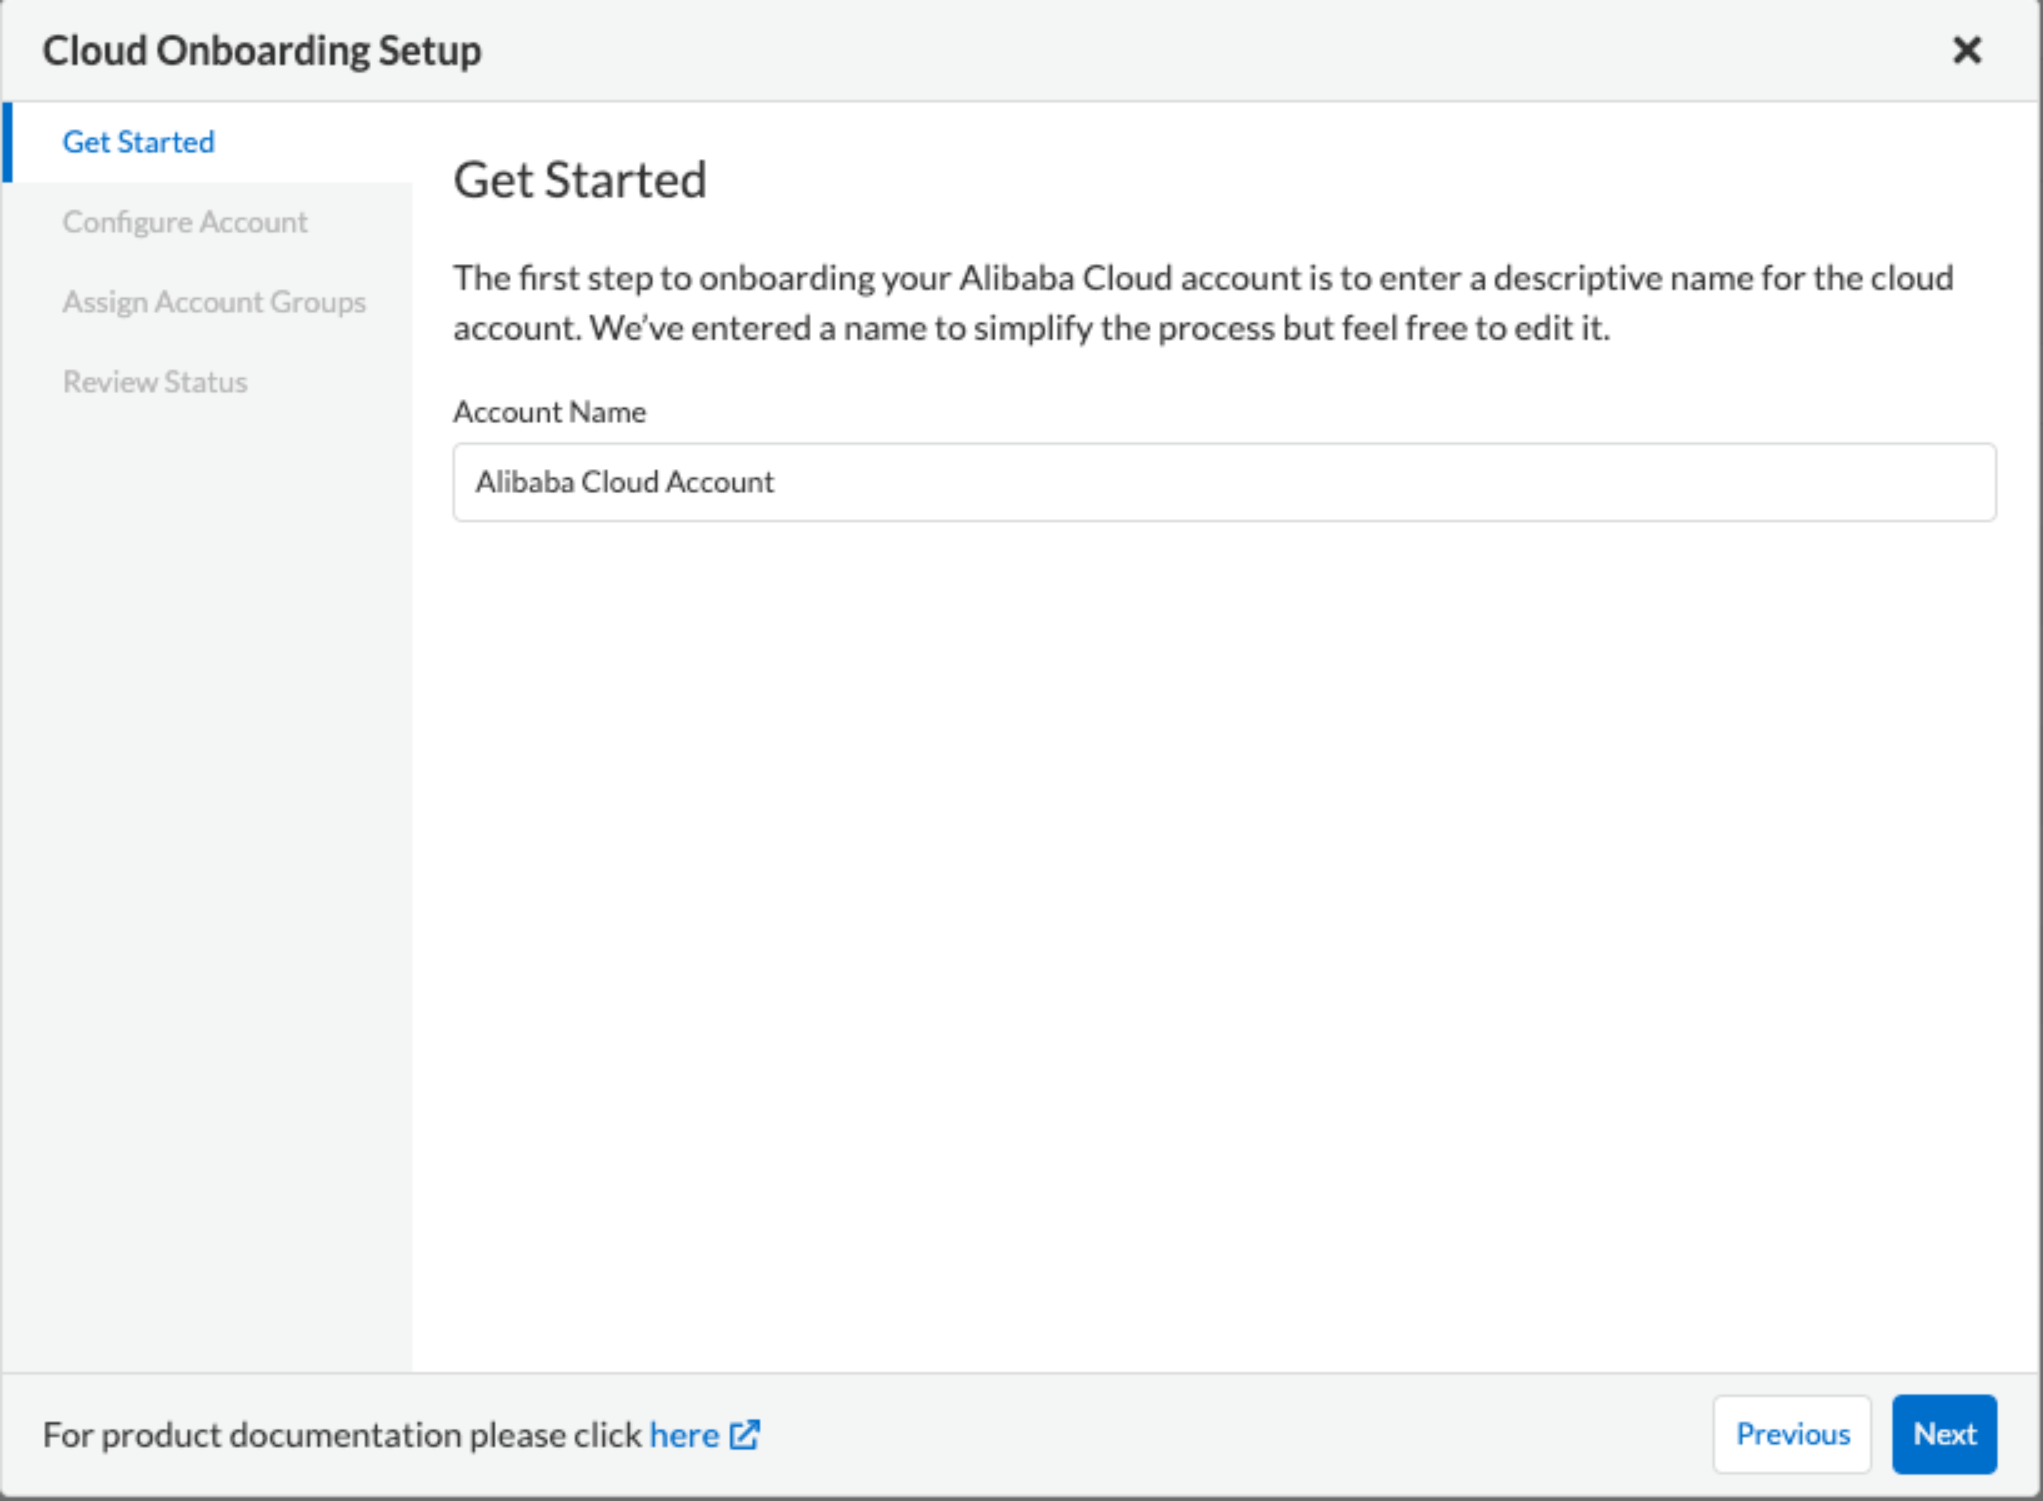 Cloud Onboarding Setup
Get Started
Configure Account
Assign Account Groups
Review Status
Get Started
The first step to onboarding your Alibaba Cloud account is to enter a descriptive name for the cloud
account. We’ve entered a name to simplify the process but feel free to edit it.
Account Name
Alibaba Cloud Account
For product documentation please click here
Previous
Next